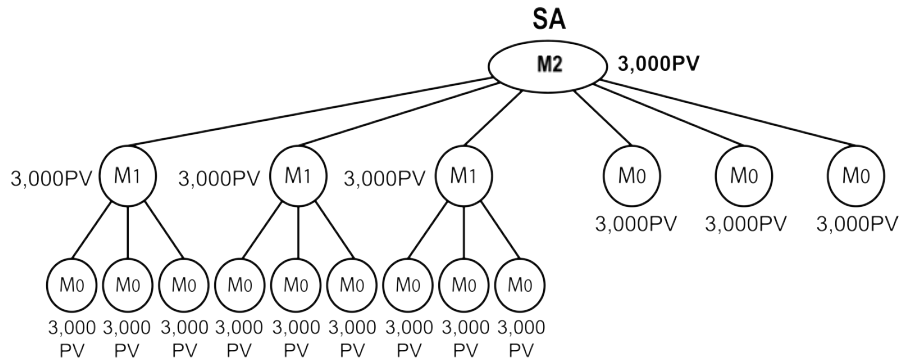 SA
M2 3,000PV
3,000PV M1 3,000PV M1 3,000PV M1 M0 M0 M0
3,000PV 3,000PV 3,000PV
M0 M0 M0 M0 M0 M0 M0 M0 M0
3,000 3,000 3,000 3,000 3,000 3,000 3,000 3,000 3,000
PV PV PV PV PV PV PV PV PV